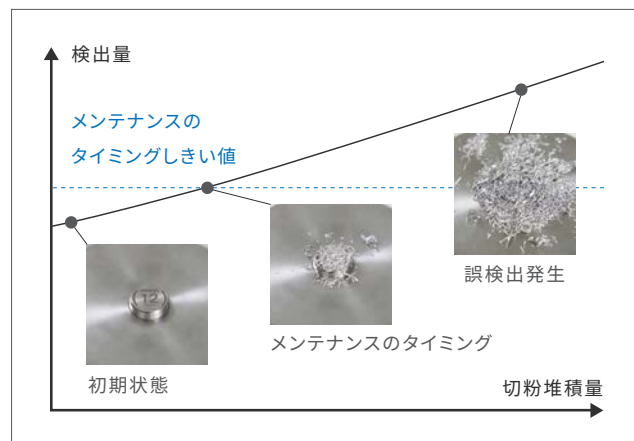 検出量
メンテナンスの
タイミングしきい値
12
誤検出発生
メンテナンスのタイミング
初期状態
切粉堆積量